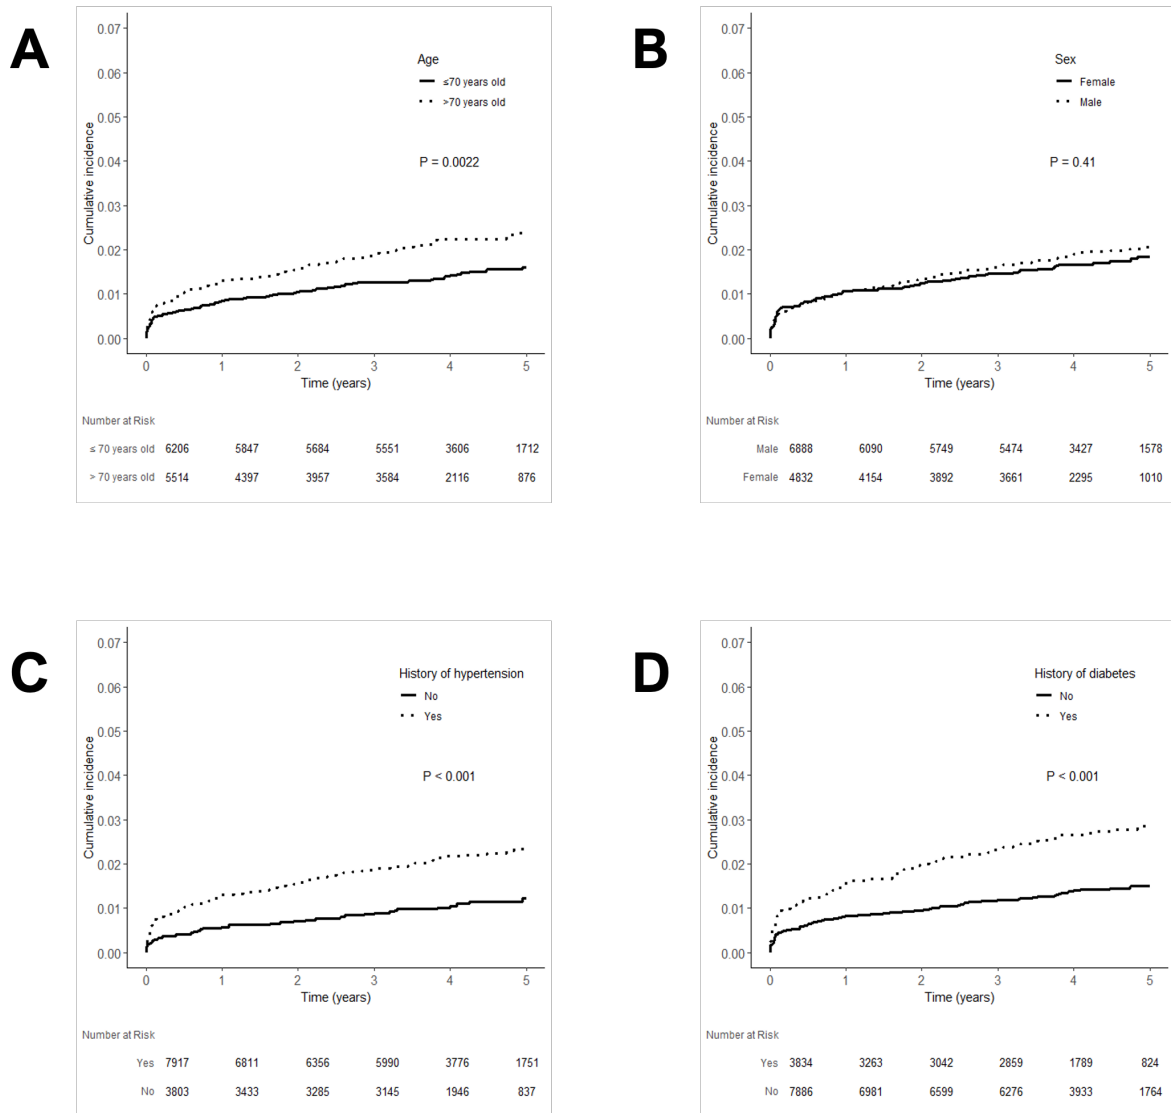 A
Cumulative incidence
0.07
0.06
0.05
0.04
0.03
0.02
0.01
0.00
Age
≤70 years old
>70 years old
P = 0.0022
0 1 2 3 4 5
Time (years)
Number at Risk
≤ 70 years old 6206 5847 5684 5551 3606 1712
> 70 years old 5514 4397 3957 3584 2116 876
B
Cumulative incidence
0.07
0.06
0.05
0.04
0.03
0.02
0.01
0.00
Sex
Female
Male
P = 0.41
0 1 2 3 4 5
Time (years)
Number at Risk
Male 6888 6090 5749 5474 3427 1578
Female 4832 4154 3892 3661 2295 1010
C
Cumulative incidence
0.07
0.06
0.05
0.04
0.03
0.02
0.01
0.00
History of hypertension
No
Yes
P < 0.001
0 1 2 3 4 5
Time (years)
Number at Risk
Yes 7917 6811 6356 5990 3776 1751
No 3803 3433 3285 3145 1946 837
D
Cumulative incidence
0.07
0.06
0.05
0.04
0.03
0.02
0.01
0.00
History of diabetes
No
Yes
P < 0.001
0 1 2 3 4 5
Time (years)
Number at Risk
Yes 3834 3263 3042 2859 1789 824
No 7886 6981 6599 6276 3933 1764